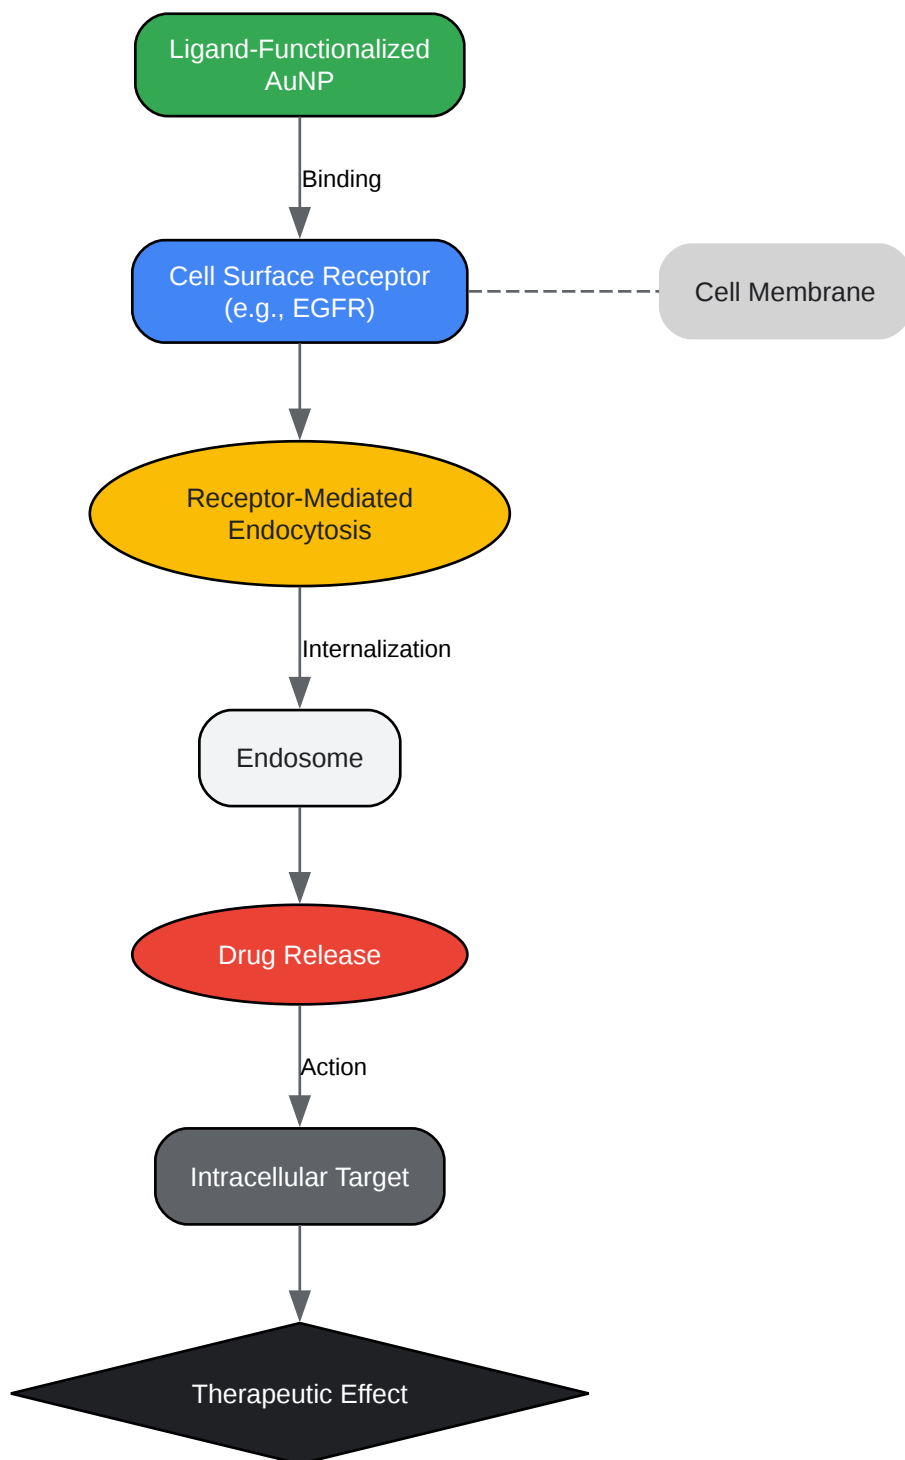 Ligand-Functionalized
AuNP
Binding
Cell Surface Receptor
(e.g., EGFR)
Cell Membrane
Receptor-Mediated
Endocytosis
Internalization
Endosome
Drug Release
Action
Intracellular Target
Therapeutic Effect